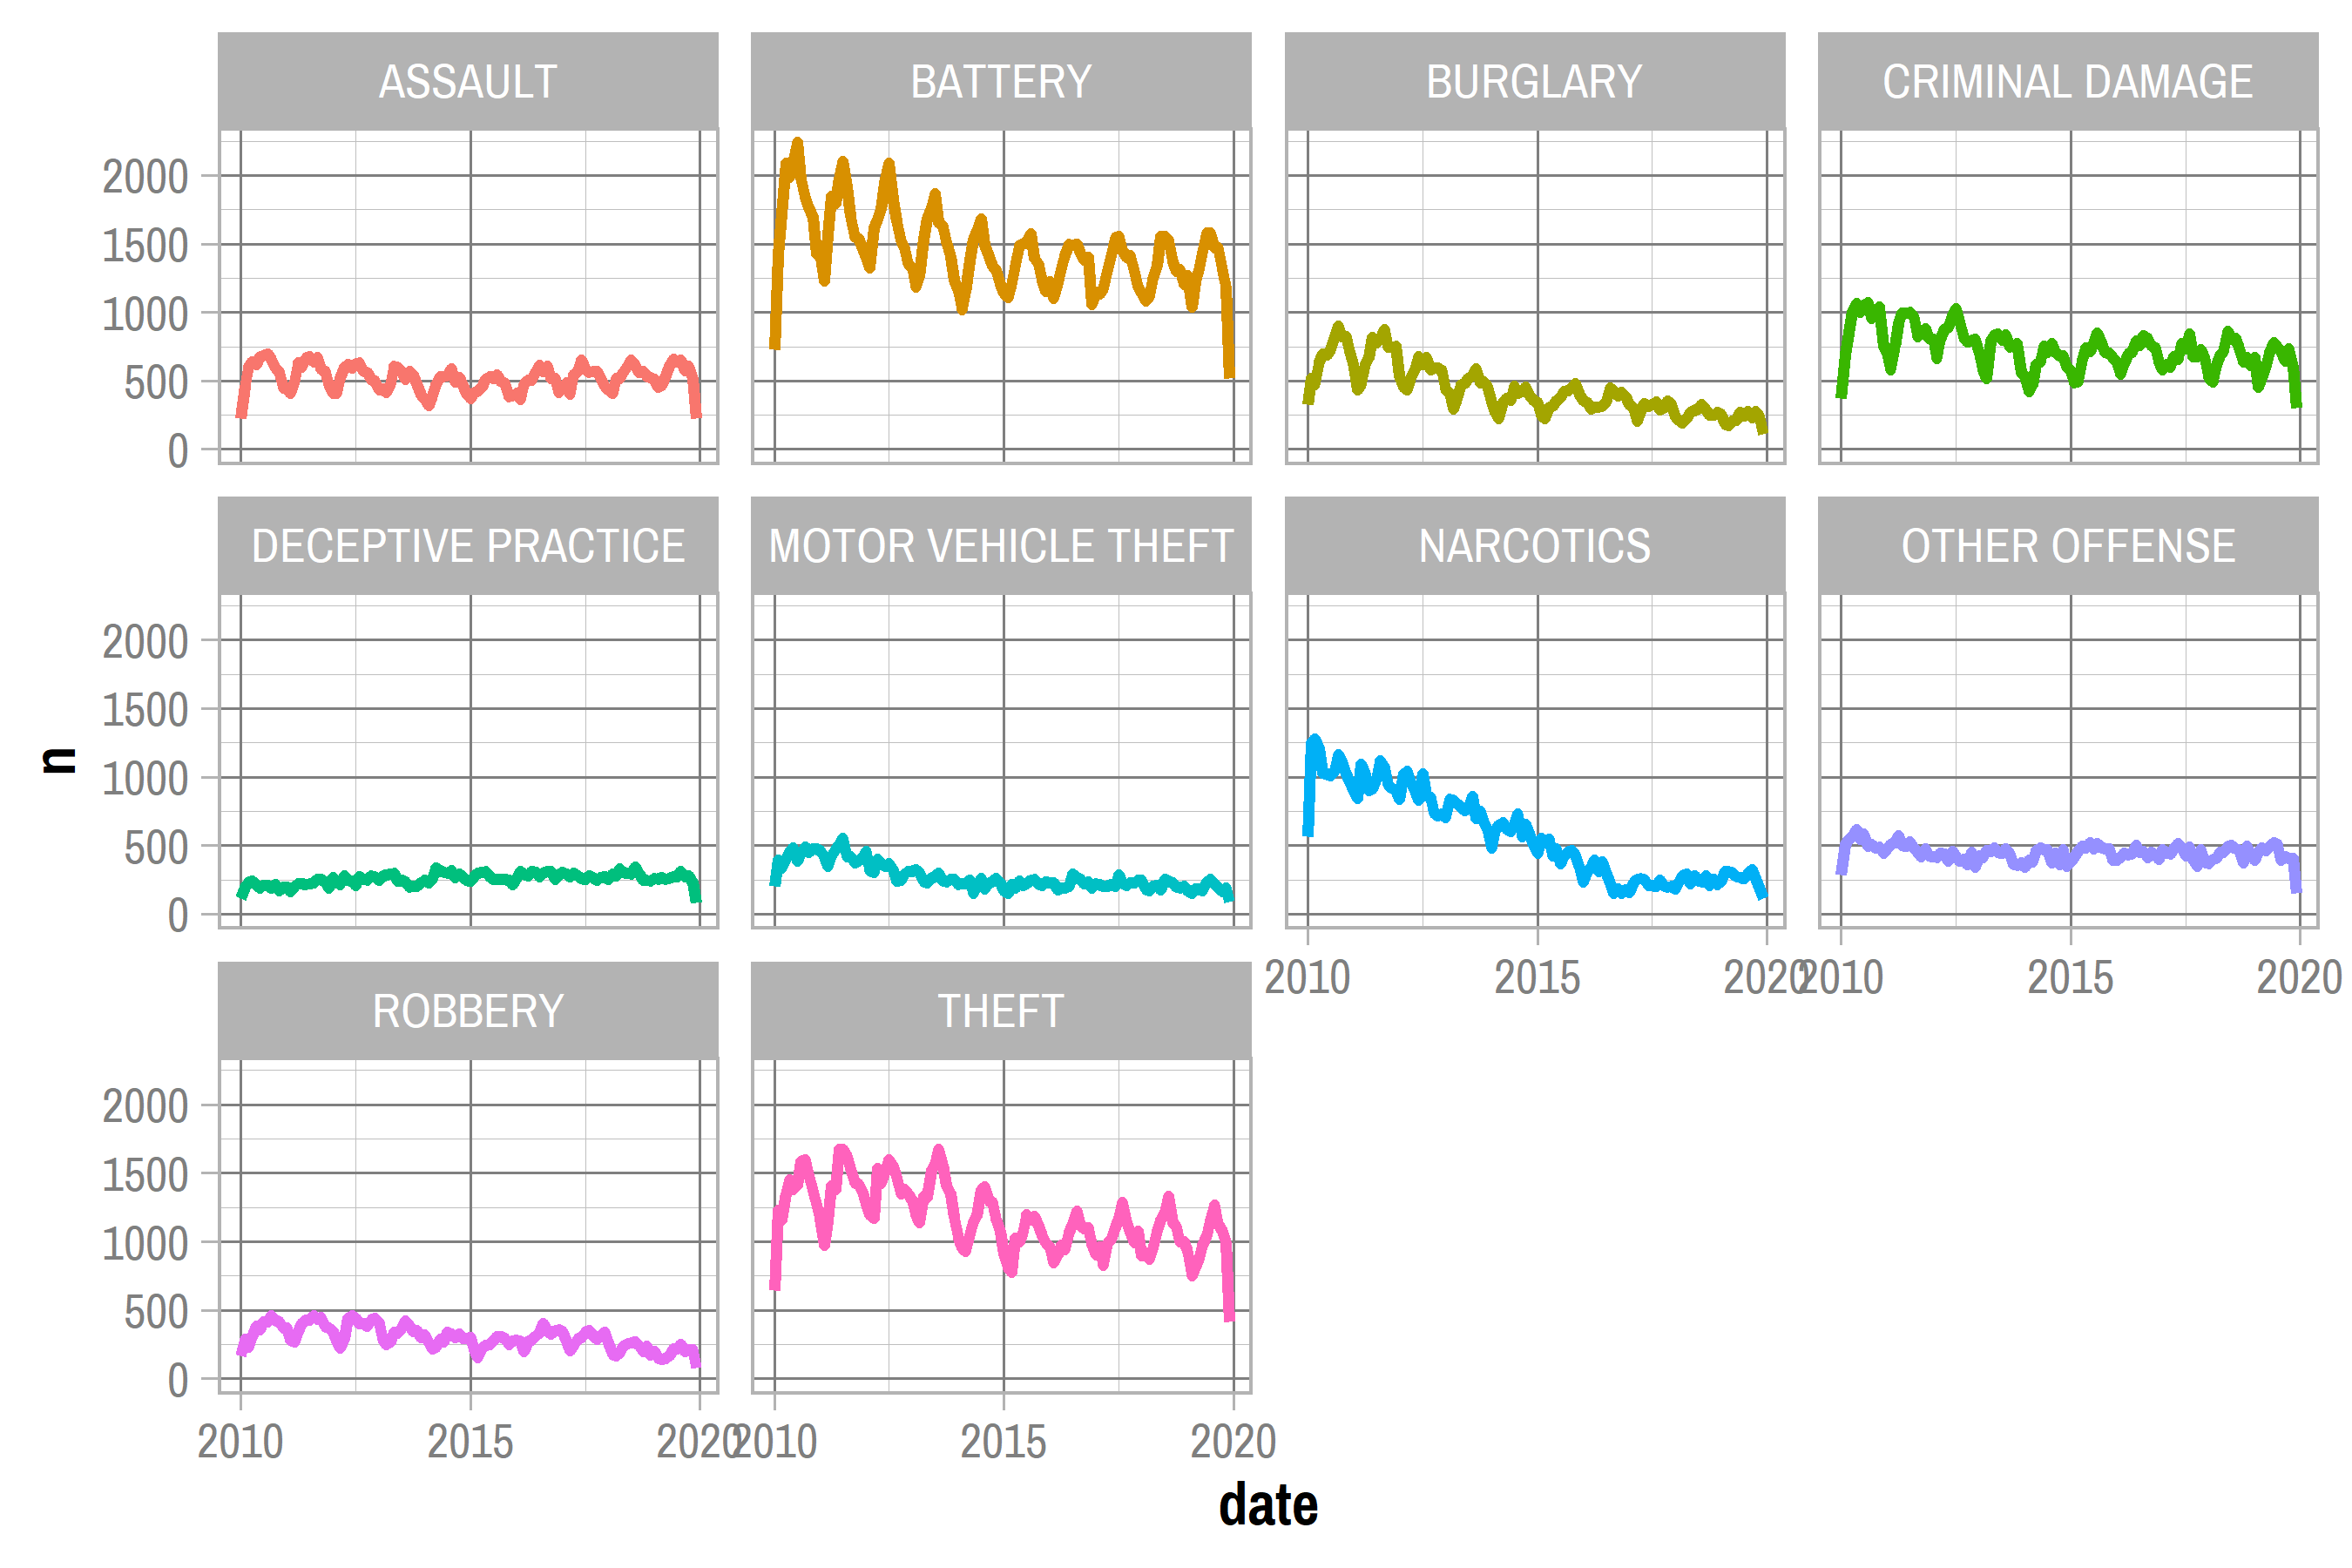 ASSAULT
BATTERY
BURGLARY
CRIMINAL DAMAGE
2000
1500
1000
500
0
DECEPTIVE PRACTICE
MOTOR VEHICLE THEFT
NARCOTICS
OTHER OFFENSE
2000
1500
1000
500
0
2010
2015
2020
2010
2015
2020
ROBBERY
THEFT
2000
1500
1000
500
0
2010
2015
2020
2010
2015
2020
n
date